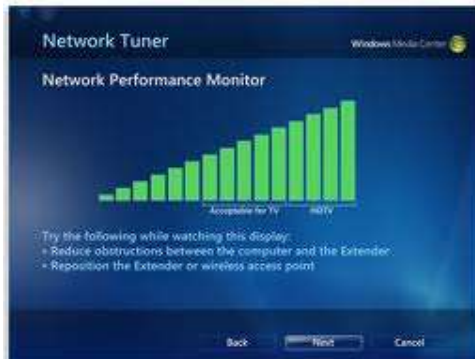 Network Tuner
Windows Media Center
Network Performance Monitor
Acceptable for TV
HDTV
Try the following while watching this display:
• Reduce obstructions between the computer and the Extender
• Reposition the Extender or wireless access point
Back
Next
Cancel